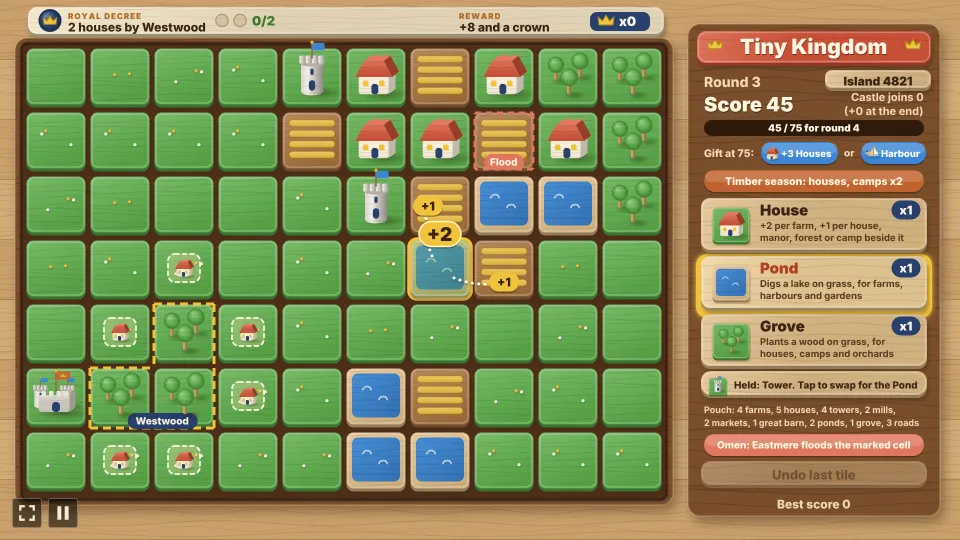 ROYAL DECREE
2 houses by Westwood
0/2
REWARD
+8 and a crown
x0
Flood
+1
+2
+1
Westwood
Tiny Kingdom
Round 3
Island 4821
Score 45
Castle joins 0
(+0 at the end)
45 / 75 for round 4
Gift at 75:
+3 Houses
or
Harbour
Timber season: houses, camps x2
House
x1
+2 per farm, +1 per house,
manor, forest or camp beside it
Pond
x1
Digs a lake on grass, for farms,
harbours and gardens
Grove
x1
Plants a wood on grass, for
houses, camps and orchards
Held: Tower. Tap to swap for the Pond
Pouch: 4 farms, 5 houses, 4 towers, 2 mills,
2 markets, 1 great barn, 2 ponds, 1 grove, 3 roads
Omen: Eastmere floods the marked cell
Undo last tile
Best score 0